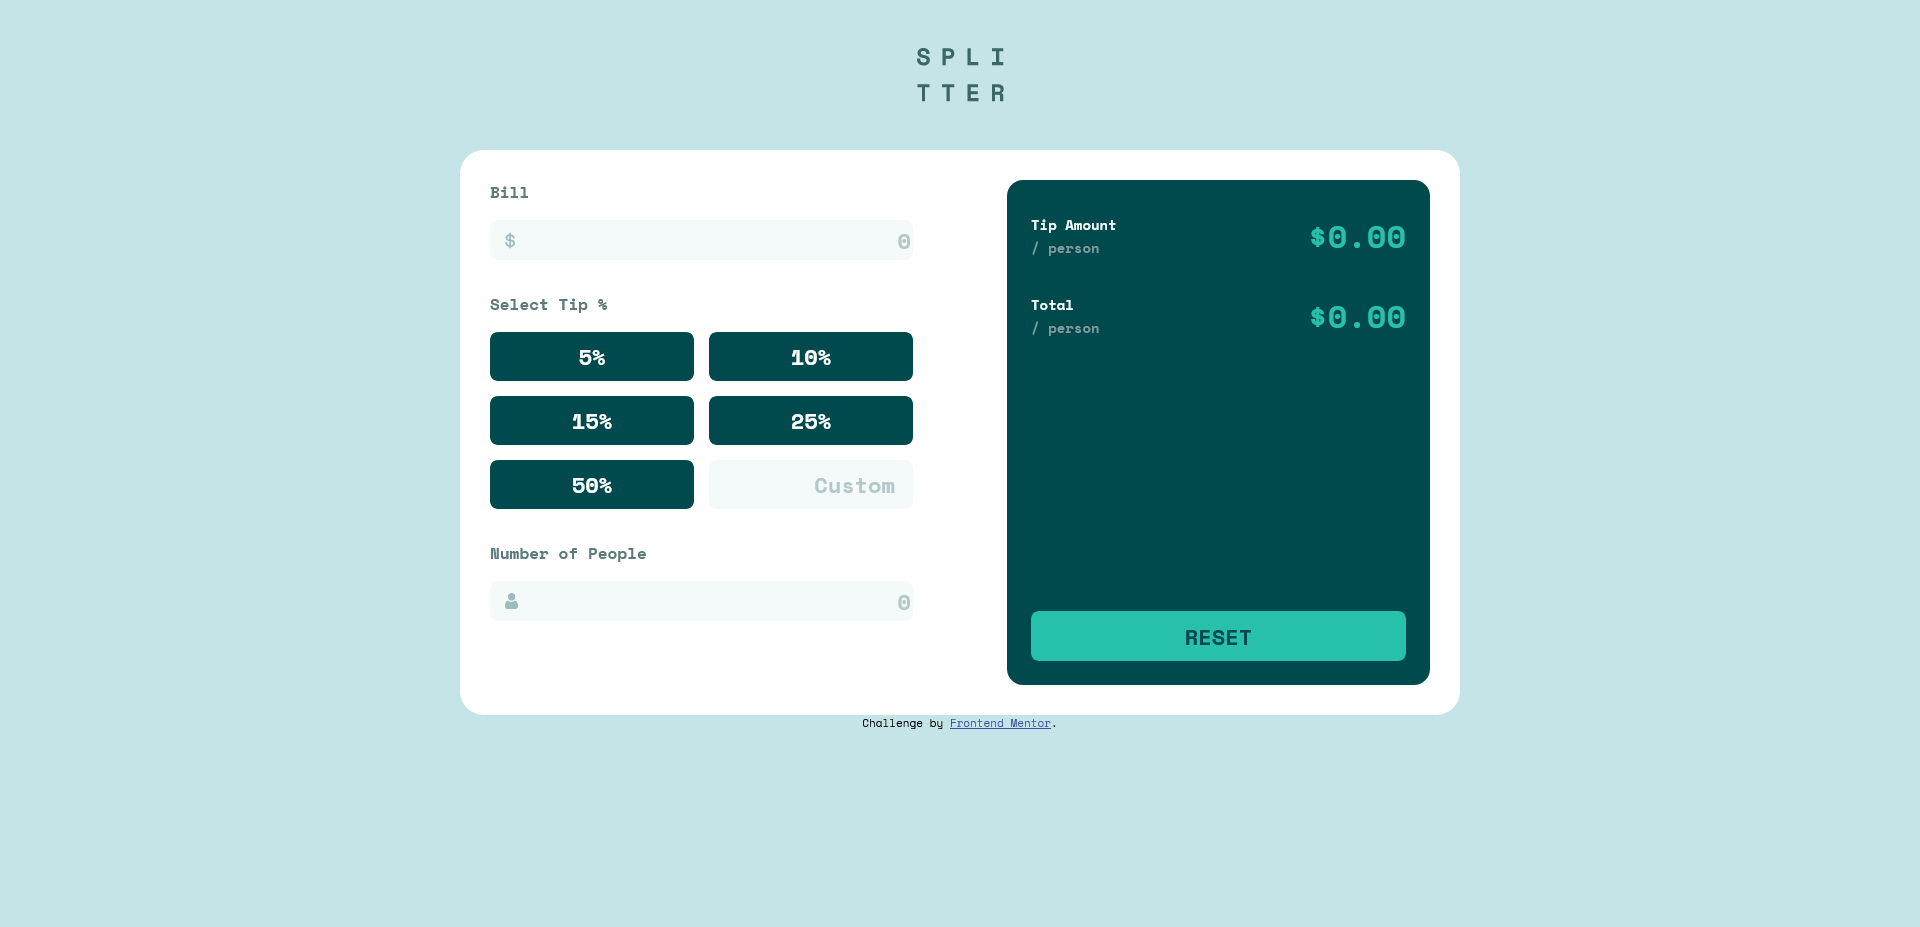 SPLI
TTER
Bill
$ 0
Select Tip %
5% 10%
15% 25%
50% Custom
Number of People
0
Tip Amount
/ person
$0.00
Total
/ person
$0.00
RESET
Challenge by Frontend Mentor.